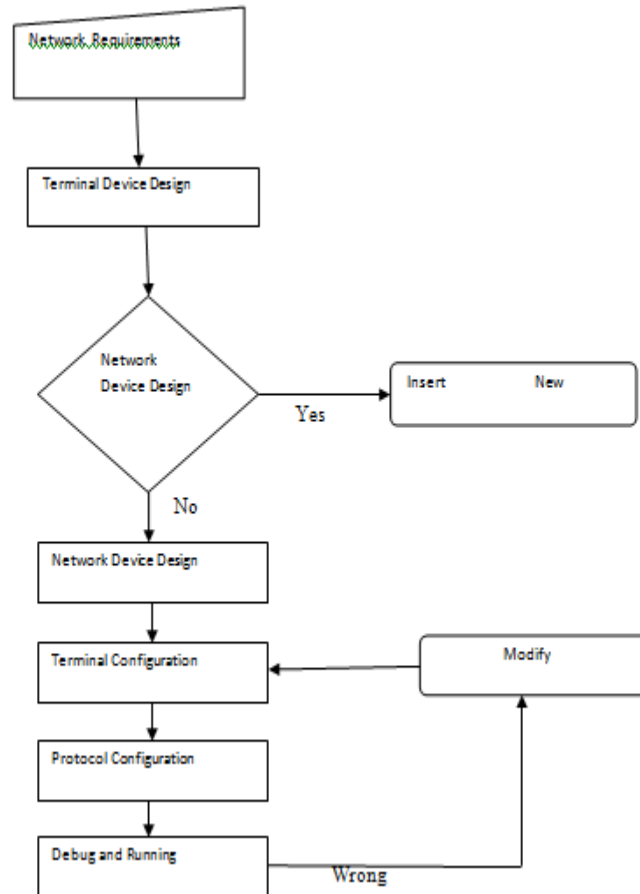 Network Requirements
Terminal Device Design
Network
Device Design
Insert New
Yes
No
Network Device Design
Terminal Configuration
Modify
Protocol Configuration
Debug and Running
Wrong